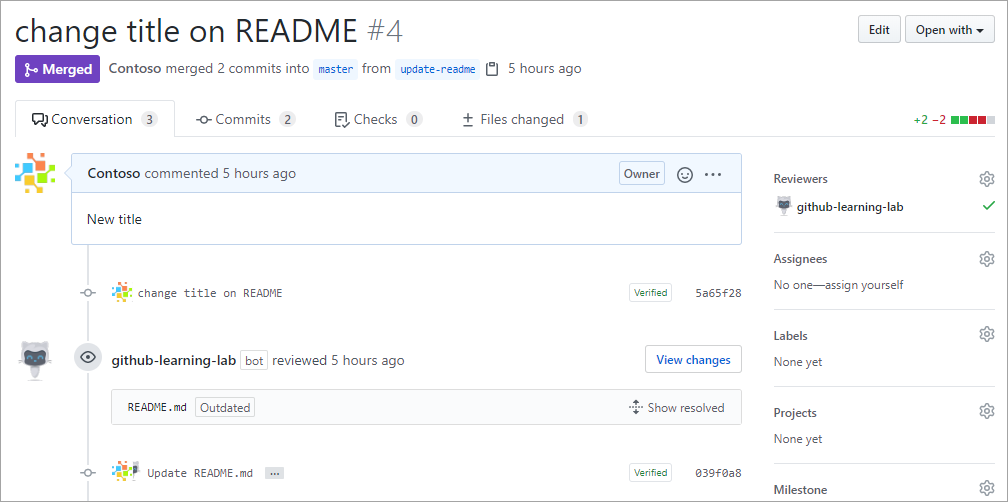 change title on README #4
Edit
Open with
Merged
Contoso merged 2 commits into master from update-readme 5 hours ago
Conversation 3
Commits 2
Checks 0
Files changed 1
+2 −2
Contoso commented 5 hours ago
Owner
New title
change title on README
Verified
5a65f28
github-learning-lab bot reviewed 5 hours ago
View changes
README.md Outdated
Show resolved
Update README.md ...
Verified
039f0a8
Reviewers
github-learning-lab
Assignees
No one—assign yourself
Labels
None yet
Projects
None yet
Milestone